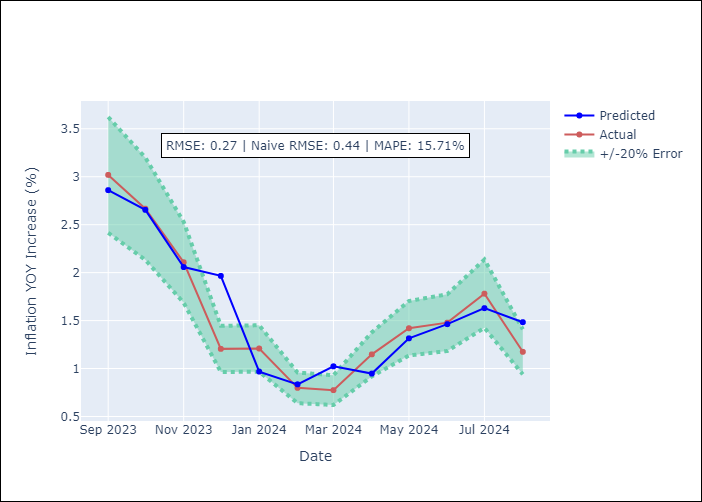 Predicted
Actual
+/-20% Error
RMSE: 0.27 | Naive RMSE: 0.44 | MAPE: 15.71%
3.5
3
2.5
2
1.5
1
0.5
Inflation YOY Increase (%)
Sep 2023
Nov 2023
Jan 2024
Mar 2024
May 2024
Jul 2024
Date